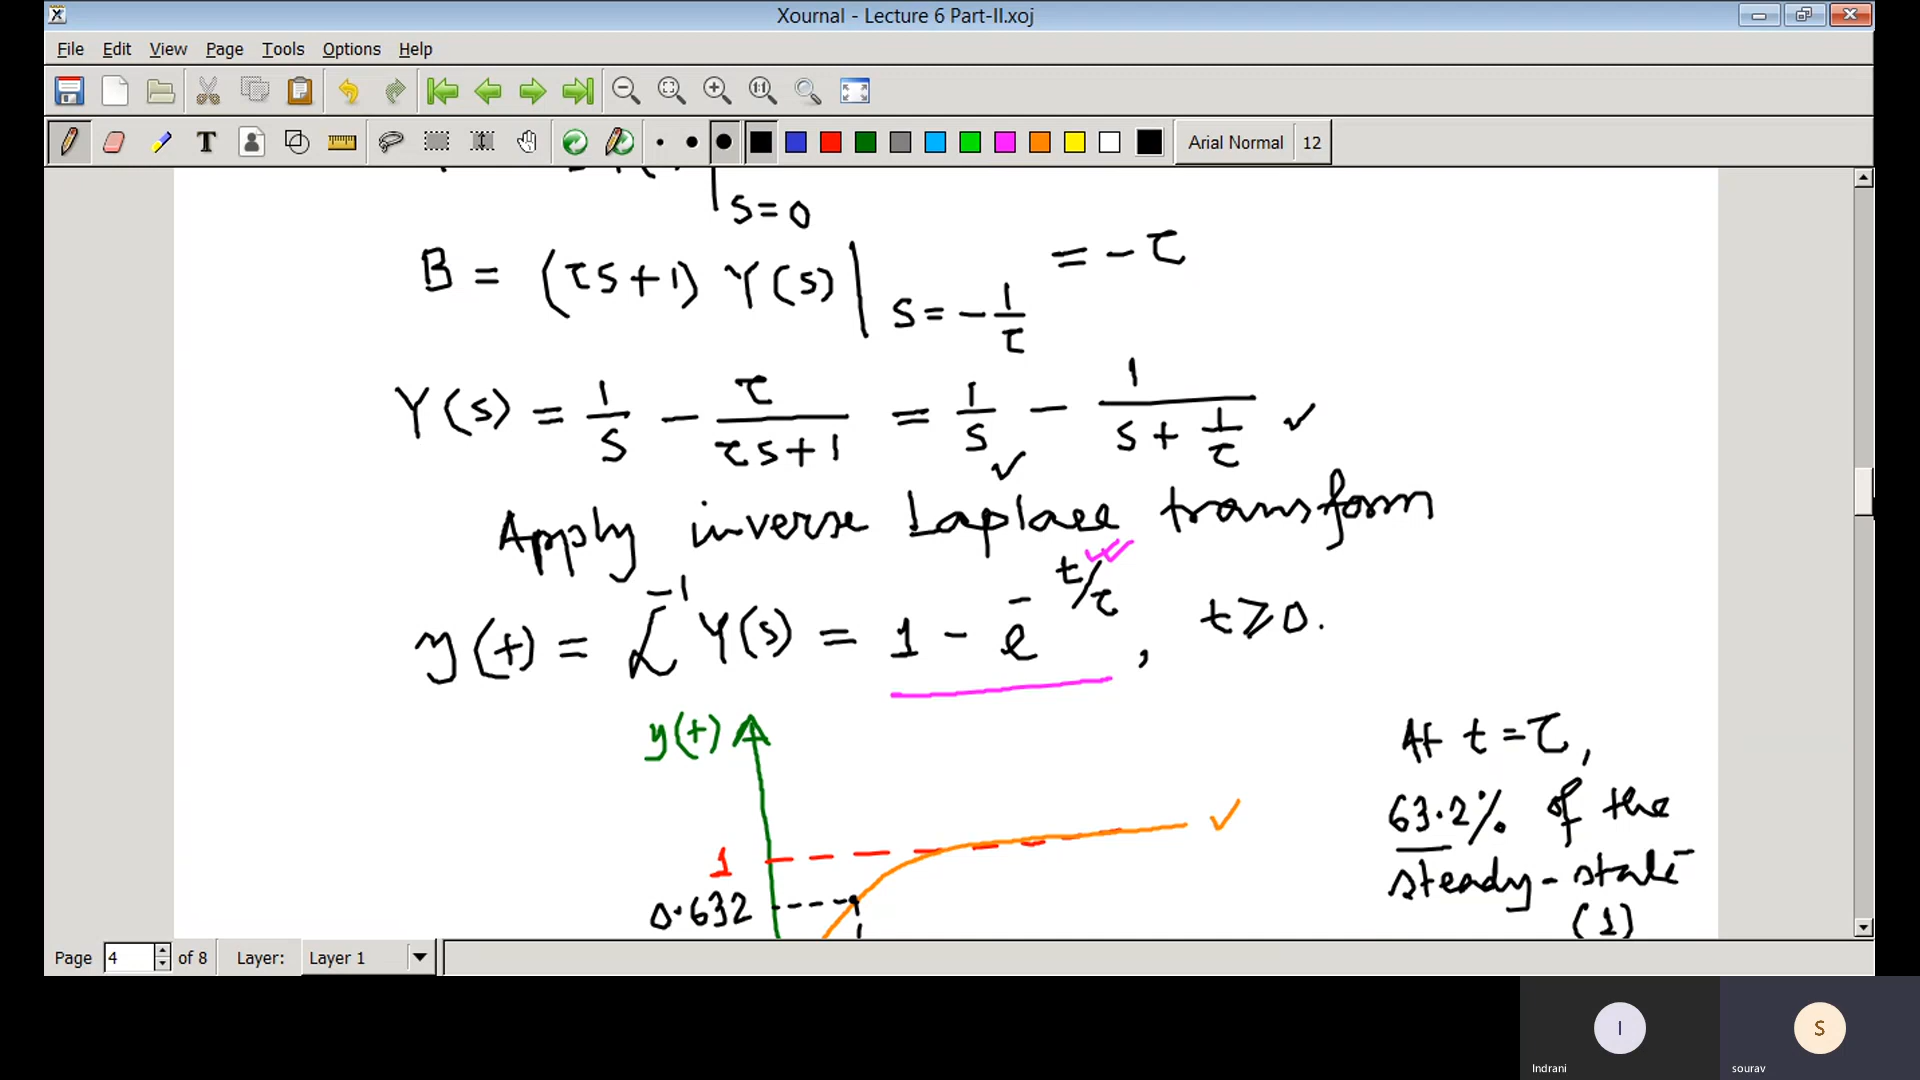 Xournal - Lecture 6 Part-II.xoj
File Edit View Page Tools Options Help
Arial Normal 12
S = 0
B = (τS+1) Y(S) | S = -1/τ = -τ
Y(S) = 1/S - τ/(τS+1) = 1/S - 1/(S + 1/τ) ✓
✓
Apply inverse Laplace transform
y(t) = ℒ⁻¹ Y(S) = 1 - e^(-t/τ), t ≥ 0.
y(t)
At t = τ,
63.2% of the
steady-state
(1)
1
0.632
Page 4 of 8 Layer: Layer 1
I
S
Indrani
sourav